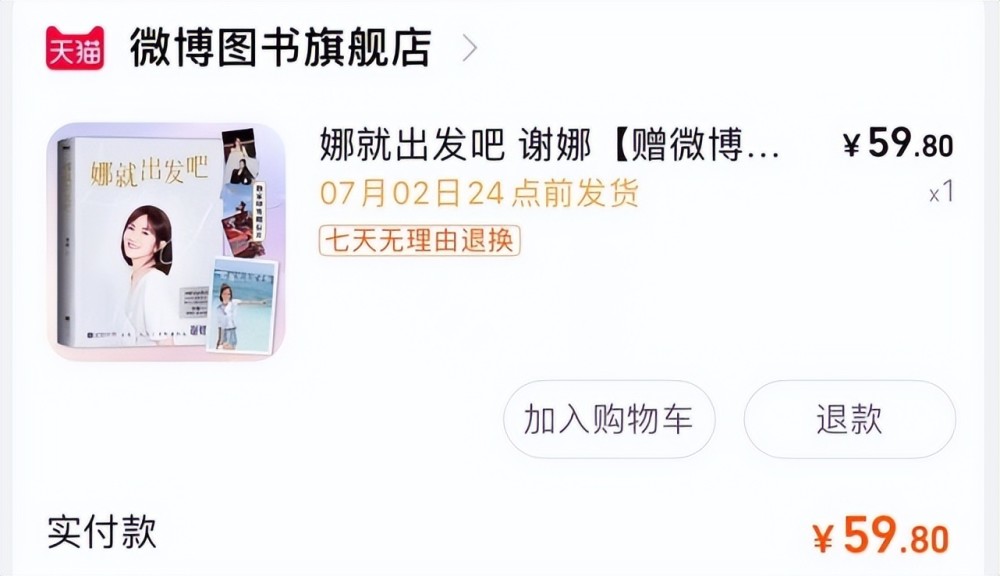 天猫 微博图书旗舰店
娜就出发吧 谢娜【赠微博... ¥59.80
07月02日24点前发货 x1
七天无理由退换
娜就出发吧
加入购物车 退款
实付款 ¥59.80